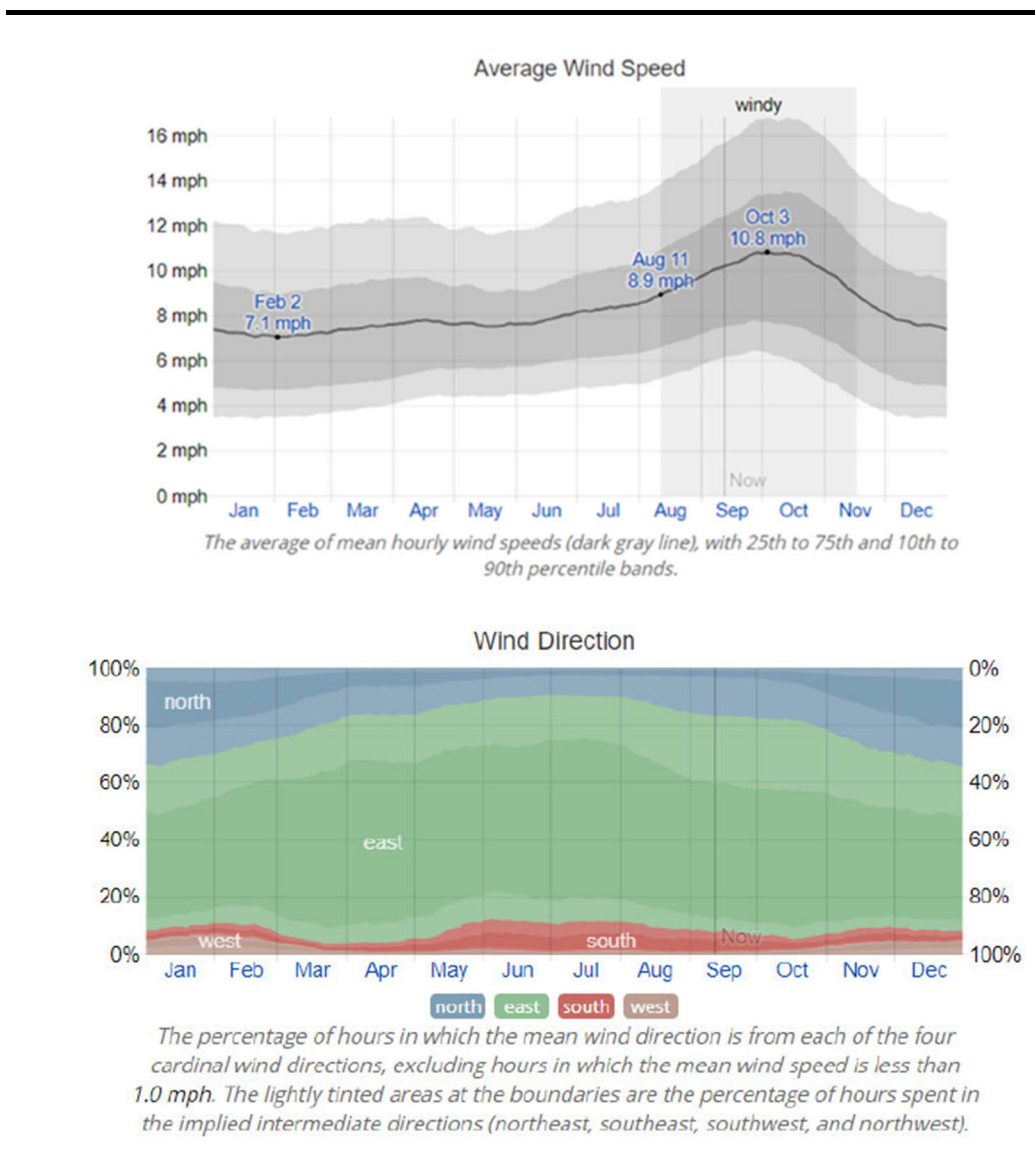 Average Wind Speed
windy
16 mph
14 mph
12 mph
Oct 3
10.8 mph
10 mph
Aug 11
8.9 mph
8 mph
Feb 2
7.1 mph
6 mph
4 mph
2 mph
Now
0 mph
Jan Feb Mar Apr May Jun Jul Aug Sep Oct Nov Dec
The average of mean hourly wind speeds (dark gray line), with 25th to 75th and 10th to
90th percentile bands.
Wind Direction
100% 0%
north
80% 20%
60% 40%
east
40% 60%
20% 80%
west south Now
0% 100%
Jan Feb Mar Apr May Jun Jul Aug Sep Oct Nov Dec
north east south west
The percentage of hours in which the mean wind direction is from each of the four
cardinal wind directions, excluding hours in which the mean wind speed is less than
1.0 mph. The lightly tinted areas at the boundaries are the percentage of hours spent in
the implied intermediate directions (northeast, southeast, southwest, and northwest).